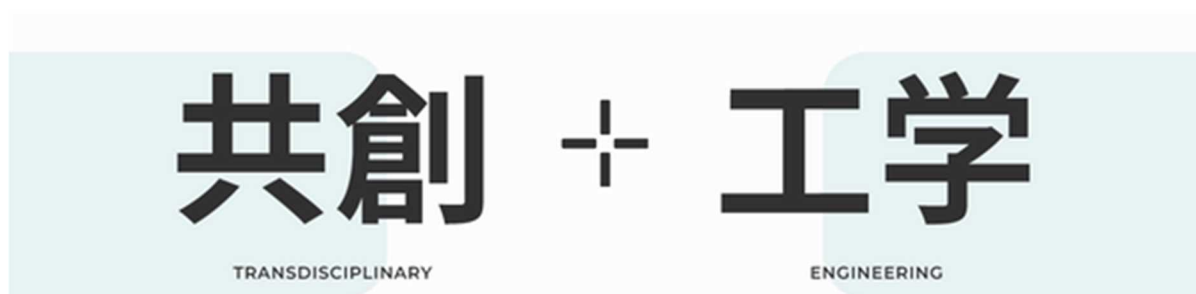 共創 + 工学
TRANSDISCIPLINARY ENGINEERING